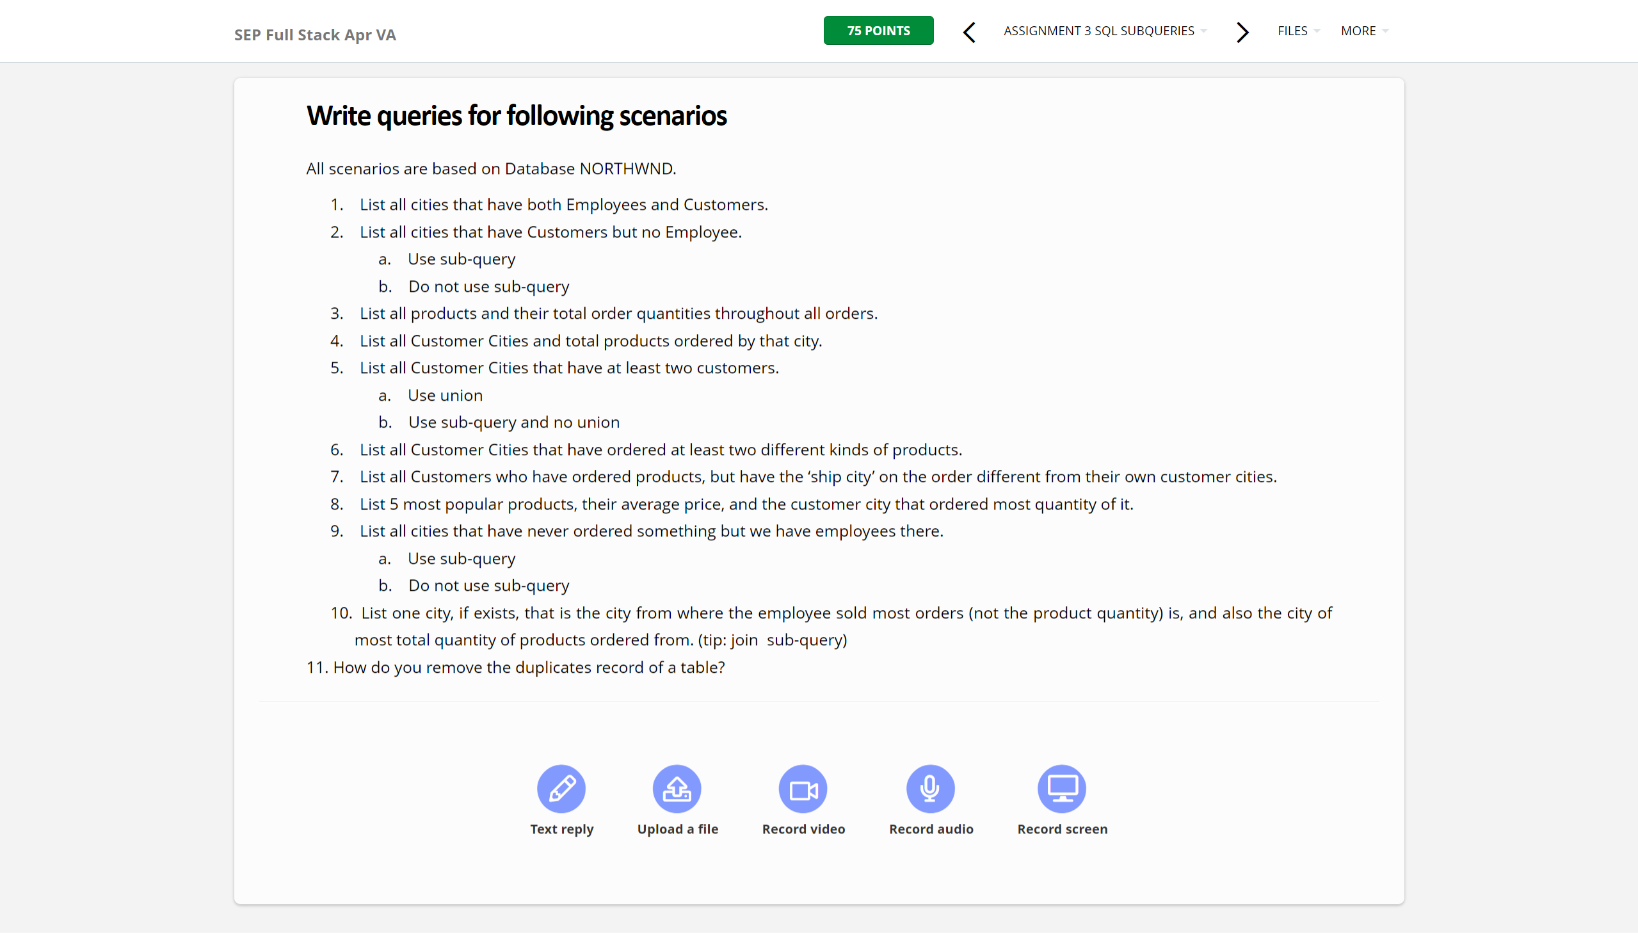 SEP Full Stack Apr VA
75 POINTS
ASSIGNMENT 3 SQL SUBQUERIES
FILES
MORE
Write queries for following scenarios
All scenarios are based on Database NORTHWND.
1. List all cities that have both Employees and Customers.
2. List all cities that have Customers but no Employee.
a. Use sub-query
b. Do not use sub-query
3. List all products and their total order quantities throughout all orders.
4. List all Customer Cities and total products ordered by that city.
5. List all Customer Cities that have at least two customers.
a. Use union
b. Use sub-query and no union
6. List all Customer Cities that have ordered at least two different kinds of products.
7. List all Customers who have ordered products, but have the ‘ship city’ on the order different from their own customer cities.
8. List 5 most popular products, their average price, and the customer city that ordered most quantity of it.
9. List all cities that have never ordered something but we have employees there.
a. Use sub-query
b. Do not use sub-query
10. List one city, if exists, that is the city from where the employee sold most orders (not the product quantity) is, and also the city of
most total quantity of products ordered from. (tip: join sub-query)
11. How do you remove the duplicates record of a table?
Text reply
Upload a file
Record video
Record audio
Record screen